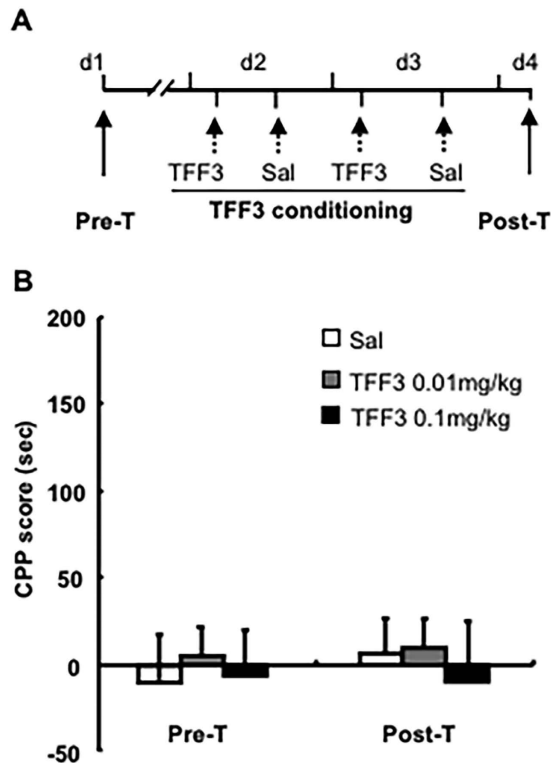 A
d1 d2 d3 d4
TFF3 Sal TFF3 Sal
Pre-T TFF3 conditioning Post-T
B
CPP score (sec)
200
150
100
50
0
-50
Sal
TFF3 0.01mg/kg
TFF3 0.1mg/kg
Pre-T Post-T